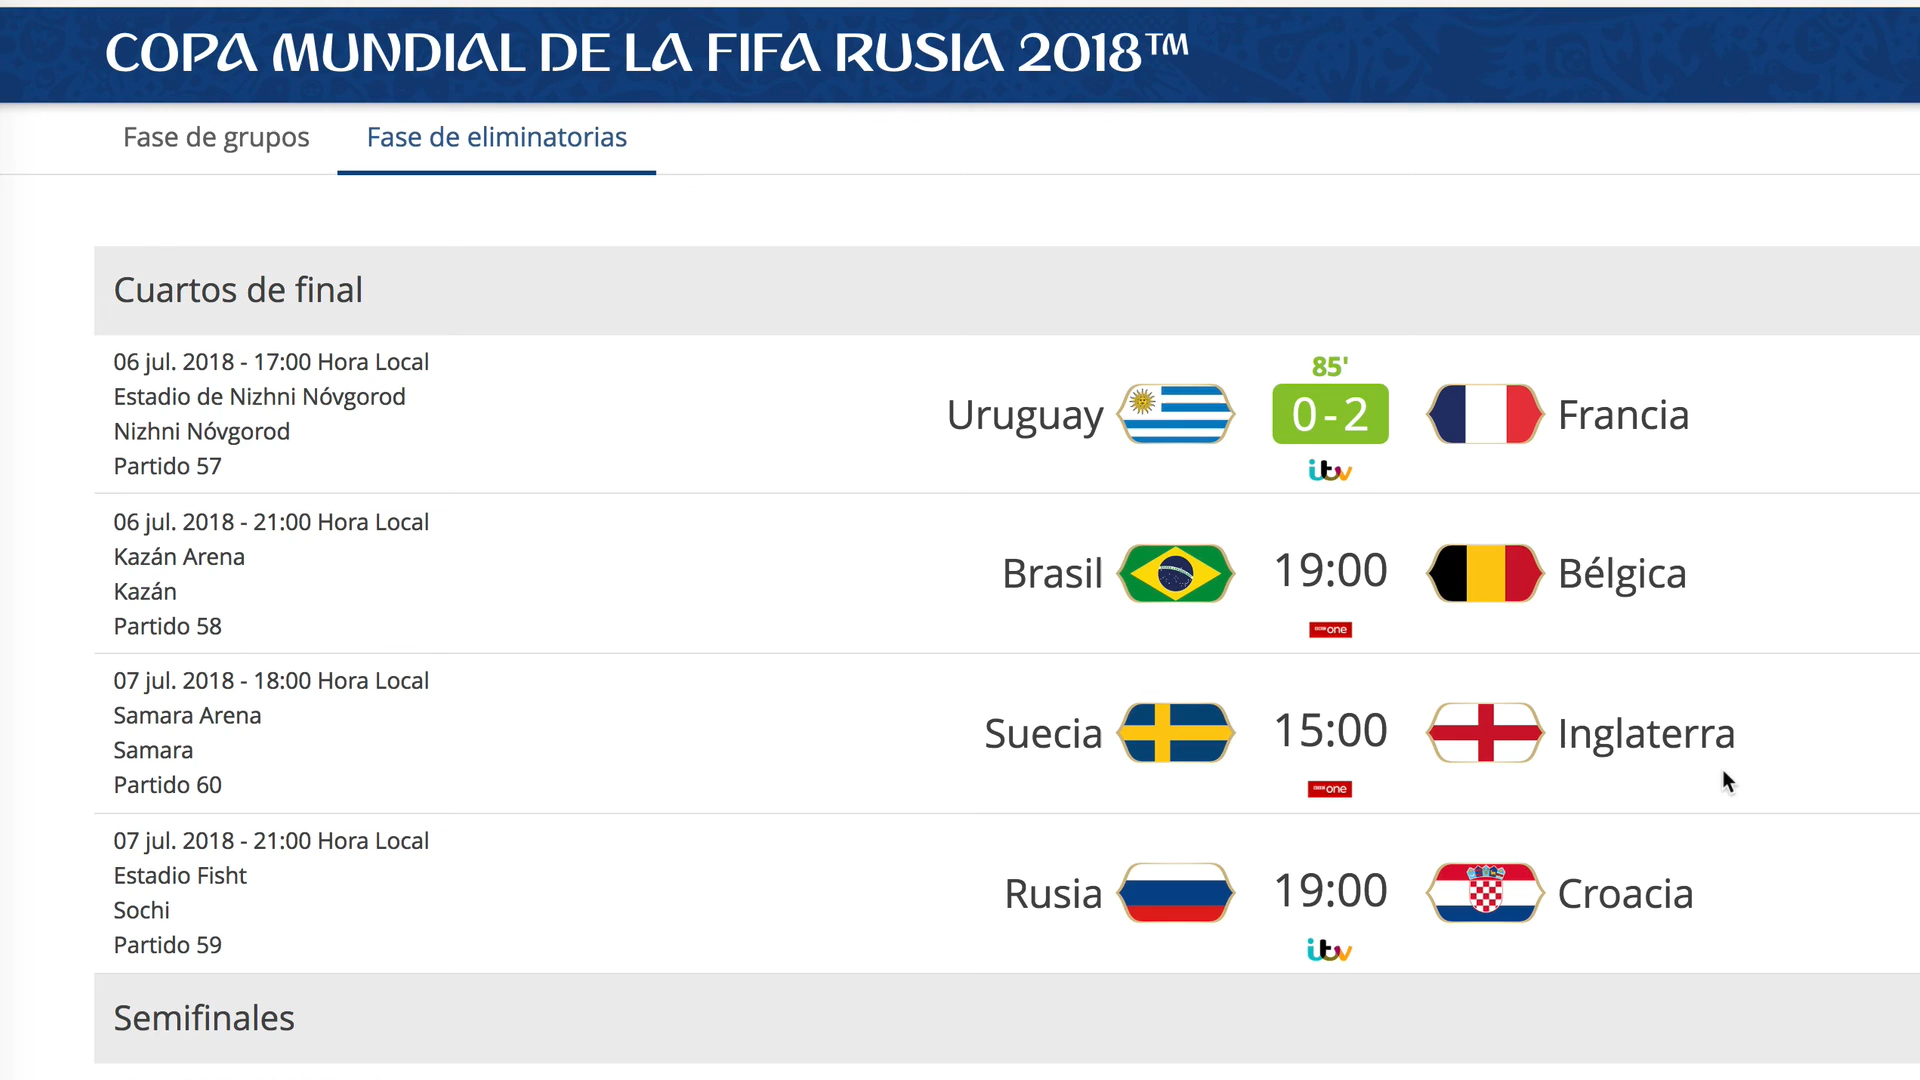 COPA MUNDIAL DE LA FIFA RUSIA 2018™
Fase de grupos
Fase de eliminatorias
Cuartos de final
06 jul. 2018 - 17:00 Hora Local
Estadio de Nizhni Nóvgorod
Nizhni Nóvgorod
Partido 57
85'
Uruguay 0-2 Francia
itv
06 jul. 2018 - 21:00 Hora Local
Kazán Arena
Kazán
Partido 58
Brasil 19:00 Bélgica
one
07 jul. 2018 - 18:00 Hora Local
Samara Arena
Samara
Partido 60
Suecia 15:00 Inglaterra
one
07 jul. 2018 - 21:00 Hora Local
Estadio Fisht
Sochi
Partido 59
Rusia 19:00 Croacia
itv
Semifinales